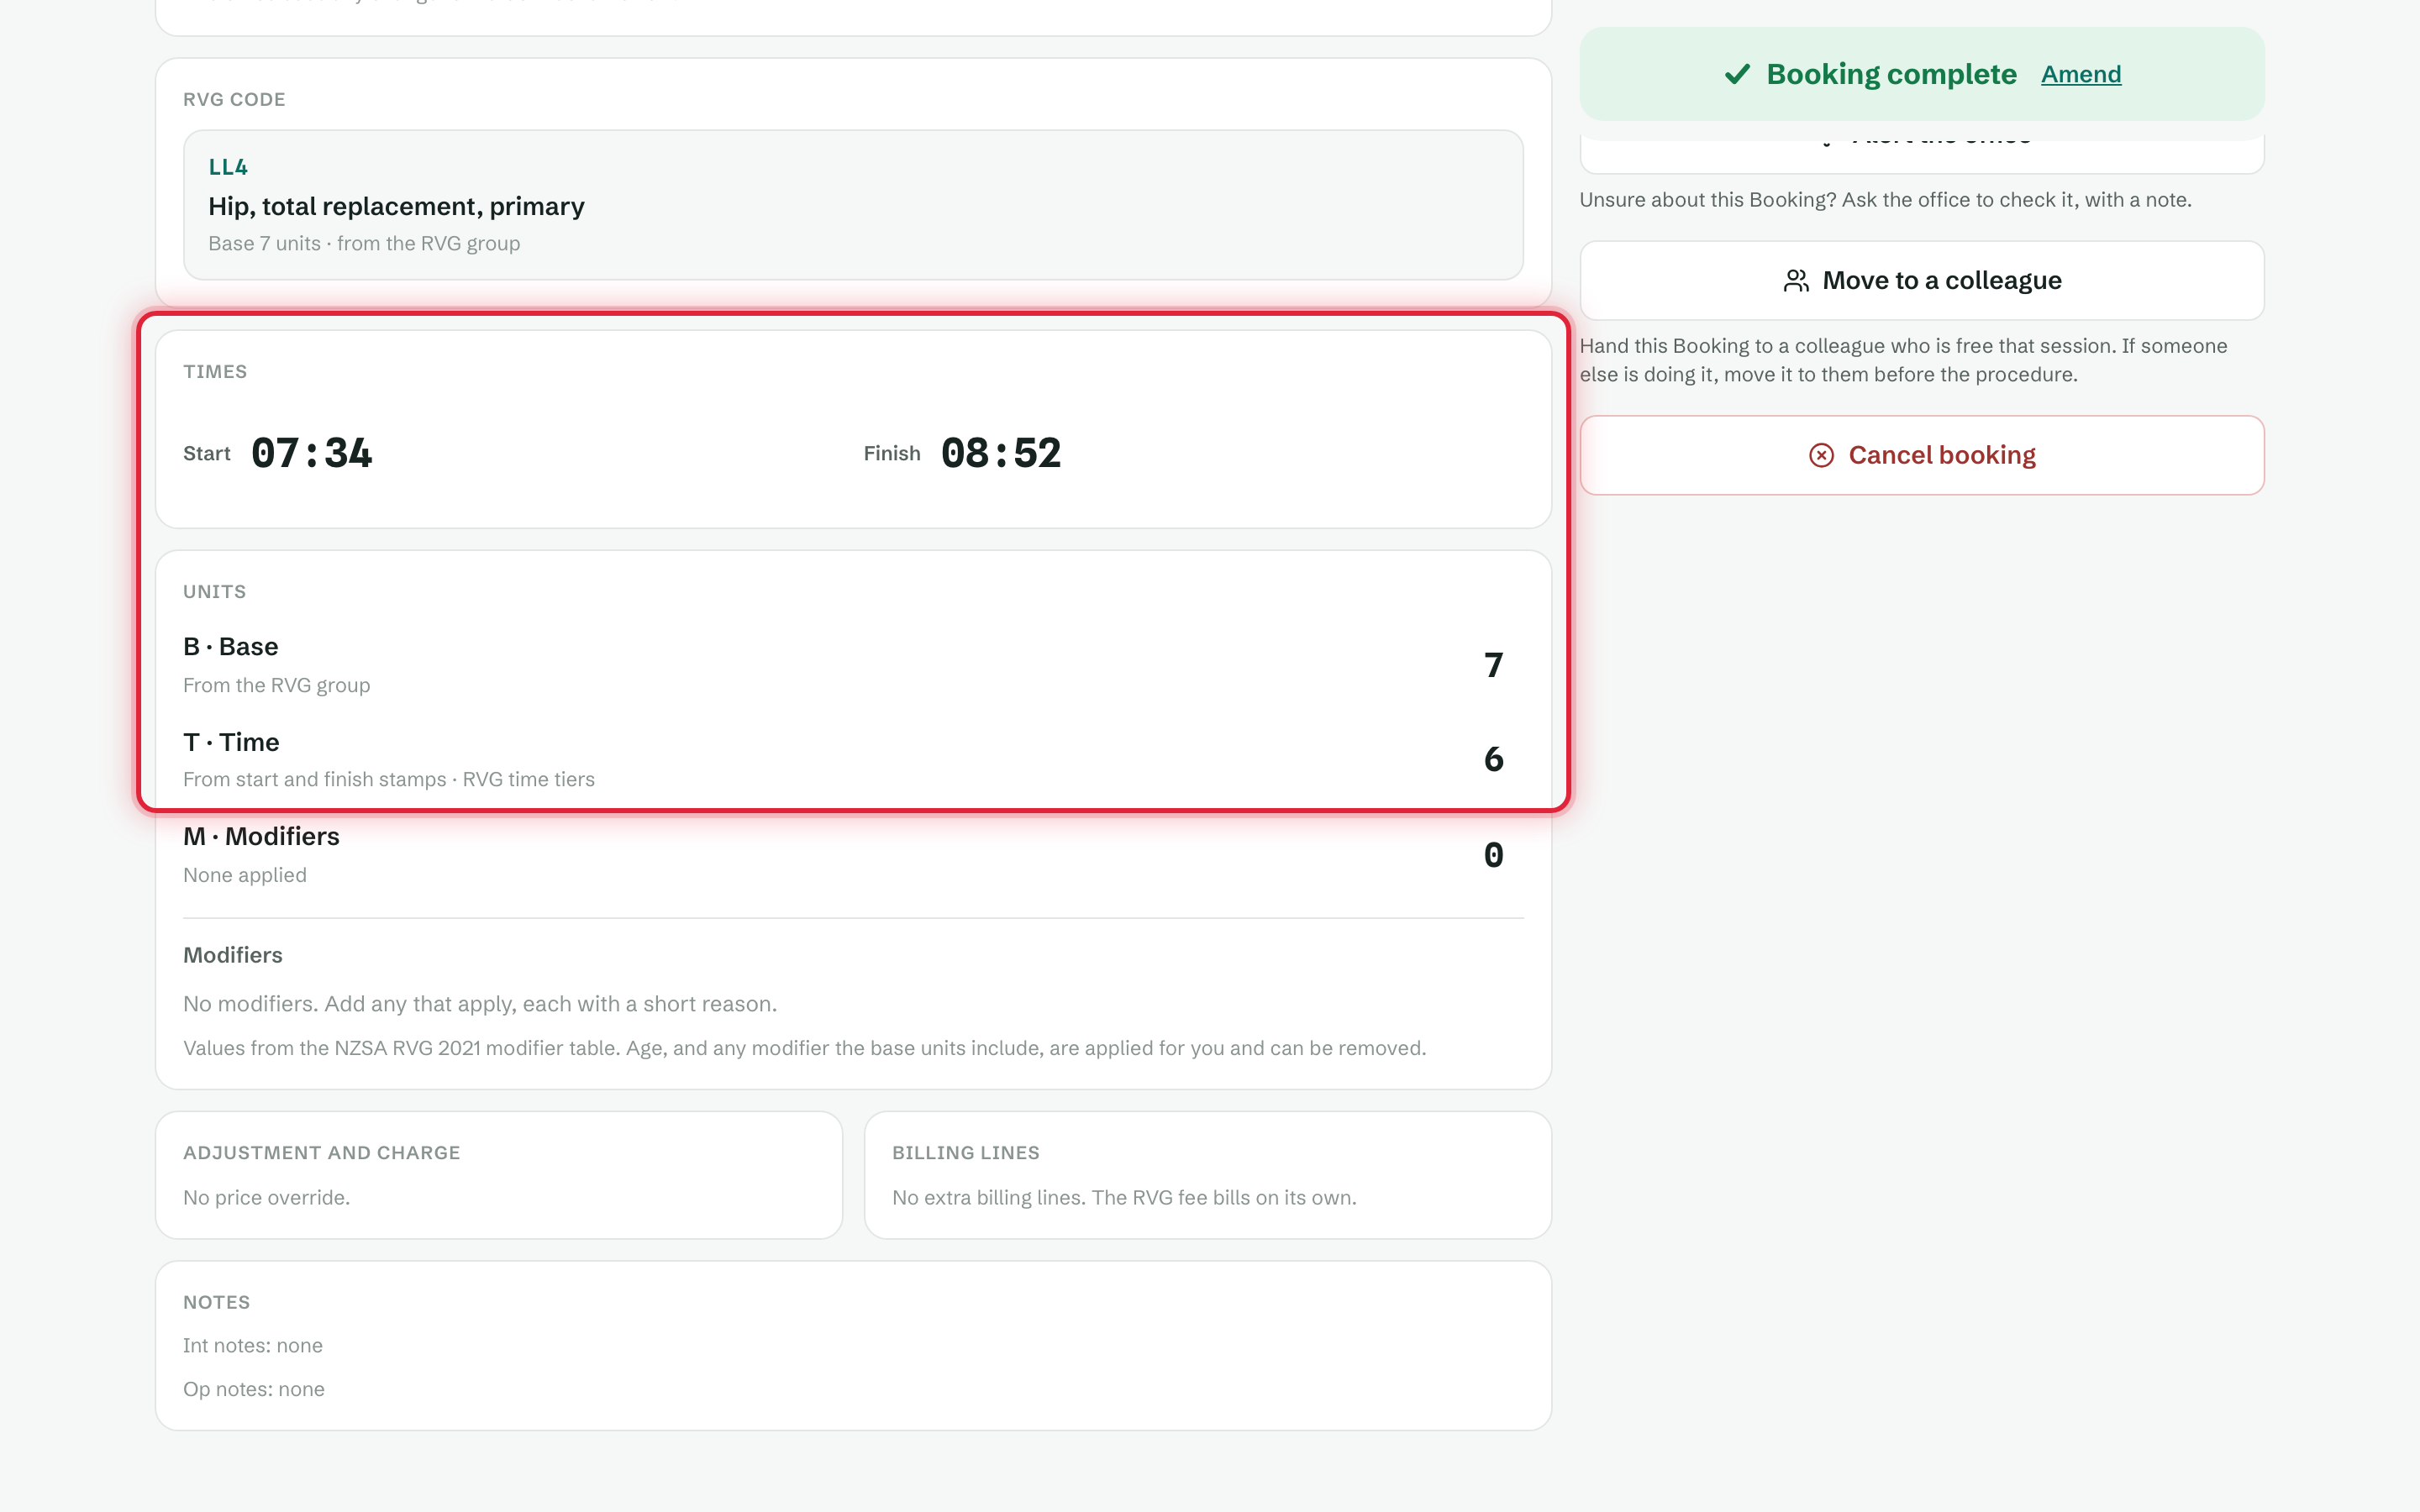 RVG CODE
LL4
Hip, total replacement, primary
Base 7 units · from the RVG group
TIMES
Start 07:34
Finish 08:52
UNITS
B · Base
7
From the RVG group
T · Time
6
From start and finish stamps · RVG time tiers
M · Modifiers
0
None applied
Modifiers
No modifiers. Add any that apply, each with a short reason.
Values from the NZSA RVG 2021 modifier table. Age, and any modifier the base units include, are applied for you and can be removed.
ADJUSTMENT AND CHARGE
No price override.
BILLING LINES
No extra billing lines. The RVG fee bills on its own.
NOTES
Int notes: none
Op notes: none
Booking complete Amend
Unsure about this Booking? Ask the office to check it, with a note.
Move to a colleague
Hand this Booking to a colleague who is free that session. If someone
else is doing it, move it to them before the procedure.
Cancel booking